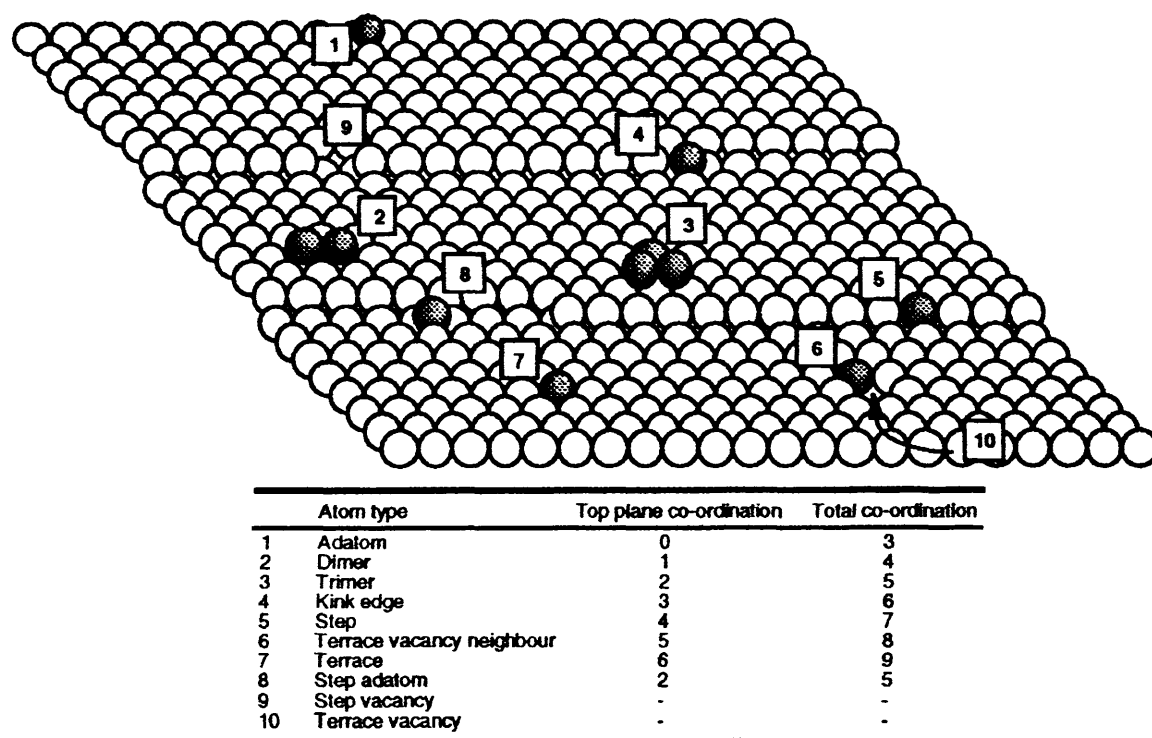 1
9
4
2
3
8
5
7
6
10
Atom type Top plane co-ordination Total co-ordination
1 Adatom 0 3
2 Dimer 1 4
3 Trimer 2 5
4 Kink edge 3 6
5 Step 4 7
6 Terrace vacancy neighbour 5 8
7 Terrace 6 9
8 Step adatom 2 5
9 Step vacancy - -
10 Terrace vacancy - -